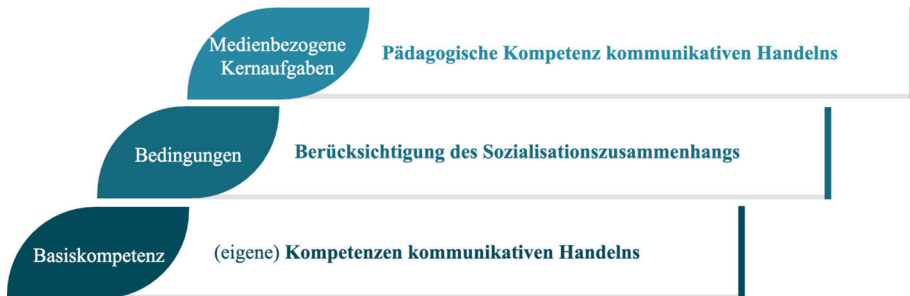 Medienbezogene
Kernaufgaben
Pädagogische Kompetenz kommunikativen Handelns
Bedingungen
Berücksichtigung des Sozialisationszusammenhangs
Basiskompetenz
(eigene) Kompetenzen kommunikativen Handelns